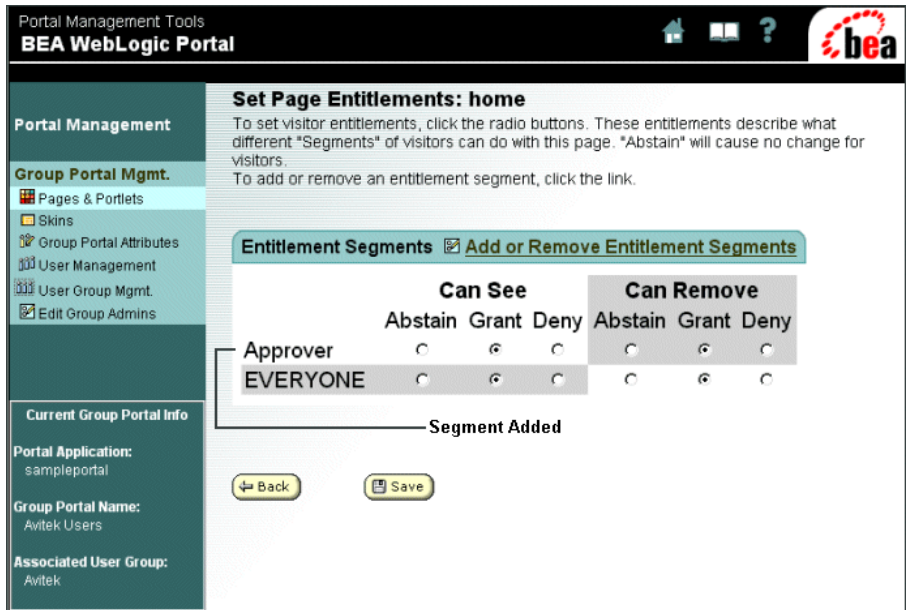 Portal Management Tools
BEA WebLogic Portal
?
bea
Portal Management
Group Portal Mgmt.
Pages & Portlets
Skins
Group Portal Attributes
User Management
User Group Mgmt.
Edit Group Admins
Current Group Portal Info
Portal Application:
sampleportal
Group Portal Name:
Avitek Users
Associated User Group:
Avitek
Set Page Entitlements: home
To set visitor entitlements, click the radio buttons. These entitlements describe what
different "Segments" of visitors can do with this page. "Abstain" will cause no change for
visitors.
To add or remove an entitlement segment, click the link.
Entitlement Segments Add or Remove Entitlement Segments
Can See Can Remove
Abstain Grant Deny Abstain Grant Deny
Approver
EVERYONE
Segment Added
Back Save